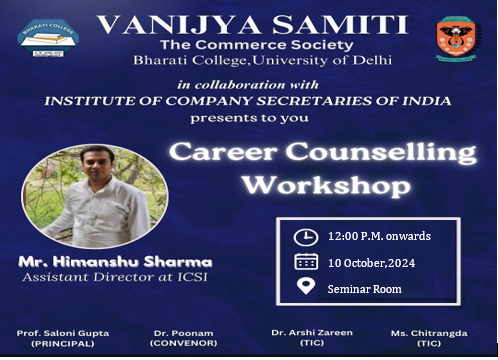 BHARATI COLLEGE
VANIJYA SAMITI
The Commerce Society
Bharati College,University of Delhi
in collaboration with
INSTITUTE OF COMPANY SECRETARIES OF INDIA
presents to you
Career Counselling
Workshop
12:00 P.M. onwards
10 October,2024
Seminar Room
Mr. Himanshu Sharma
Assistant Director at ICSI
Prof. Saloni Gupta
(PRINCIPAL)
Dr. Poonam
(CONVENOR)
Dr. Arshi Zareen
(TIC)
Ms. Chitrangda
(TIC)